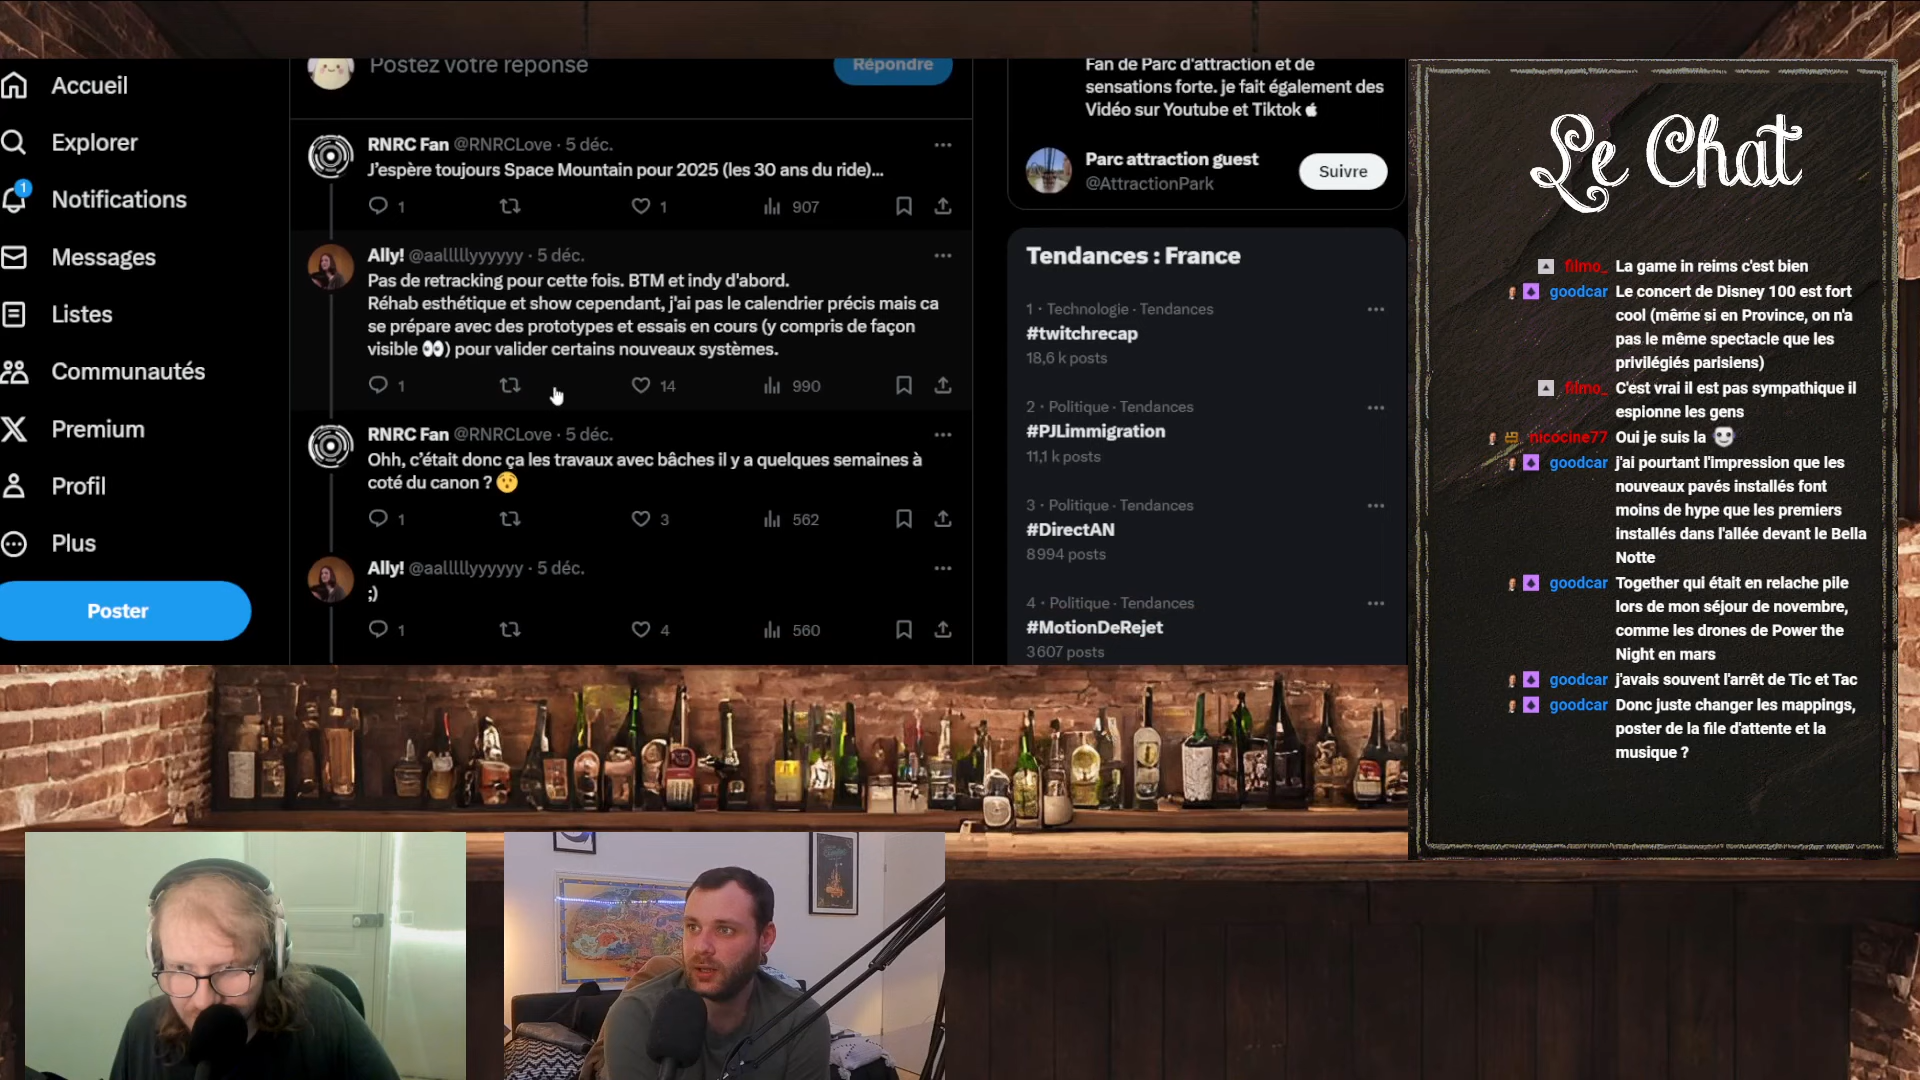 Accueil
Explorer
1
Notifications
Messages
Listes
Communautés
Premium
Profil
Plus
Poster
Postez votre réponse
Répondre
RNRC Fan @RNRCLove · 5 déc.
J'espère toujours Space Mountain pour 2025 (les 30 ans du ride)...
1 1 907
Ally! @aalllllyyyyyy · 5 déc.
Pas de retracking pour cette fois. BTM et indy d'abord.
Réhab esthétique et show cependant, j'ai pas le calendrier précis mais ca
se prépare avec des prototypes et essais en cours (y compris de façon
visible 👀) pour valider certains nouveaux systèmes.
1 14 990
RNRC Fan @RNRCLove · 5 déc.
Ohh, c'était donc ça les travaux avec bâches il y a quelques semaines à
coté du canon ? 😯
1 3 562
Ally! @aalllllyyyyyy · 5 déc.
;)
1 4 560
Fan de Parc d'attraction et de
sensations forte. je fait également des
Vidéo sur Youtube et Tiktok
Parc attraction guest
@AttractionPark
Suivre
Tendances : France
1 · Technologie · Tendances
#twitchrecap
18,6 k posts
2 · Politique · Tendances
#PJLimmigration
11,1 k posts
3 · Politique · Tendances
#DirectAN
8 994 posts
4 · Politique · Tendances
#MotionDeRejet
3 607 posts
Le Chat
filmo_ La game in reims c'est bien
goodcar Le concert de Disney 100 est fort
cool (même si en Province, on n'a
pas le même spectacle que les
privilégiés parisiens)
filmo_ C'est vrai il est pas sympathique il
espionne les gens
nicocine77 Oui je suis la
goodcar j'ai pourtant l'impression que les
nouveaux pavés installés font
moins de hype que les premiers
installés dans l'allée devant le Bella
Notte
goodcar Together qui était en relache pile
lors de mon séjour de novembre,
comme les drones de Power the
Night en mars
goodcar j'avais souvent l'arrêt de Tic et Tac
goodcar Donc juste changer les mappings,
poster de la file d'attente et la
musique ?